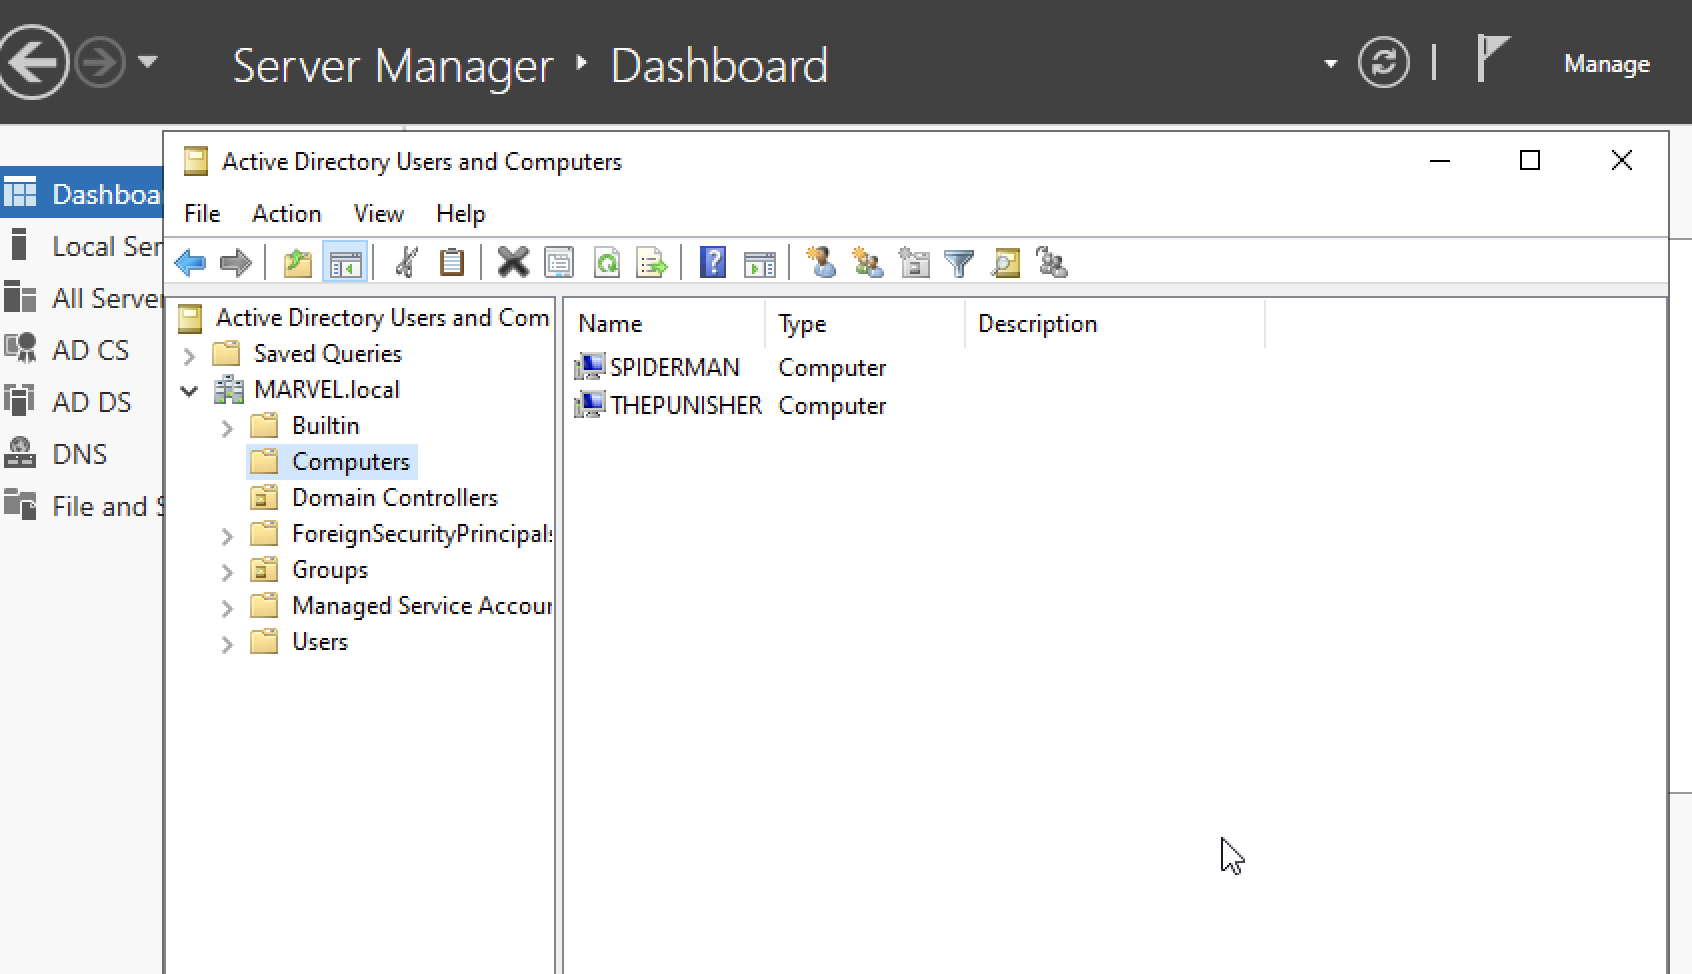 Server Manager ‣ Dashboard
Manage
Dashboa
Local Ser
All Server
AD CS
AD DS
DNS
File and S
Active Directory Users and Computers
File Action View Help
Active Directory Users and Com
Saved Queries
MARVEL.local
Builtin
Computers
Domain Controllers
ForeignSecurityPrincipals
Groups
Managed Service Accour
Users
Name Type Description
SPIDERMAN Computer
THEPUNISHER Computer